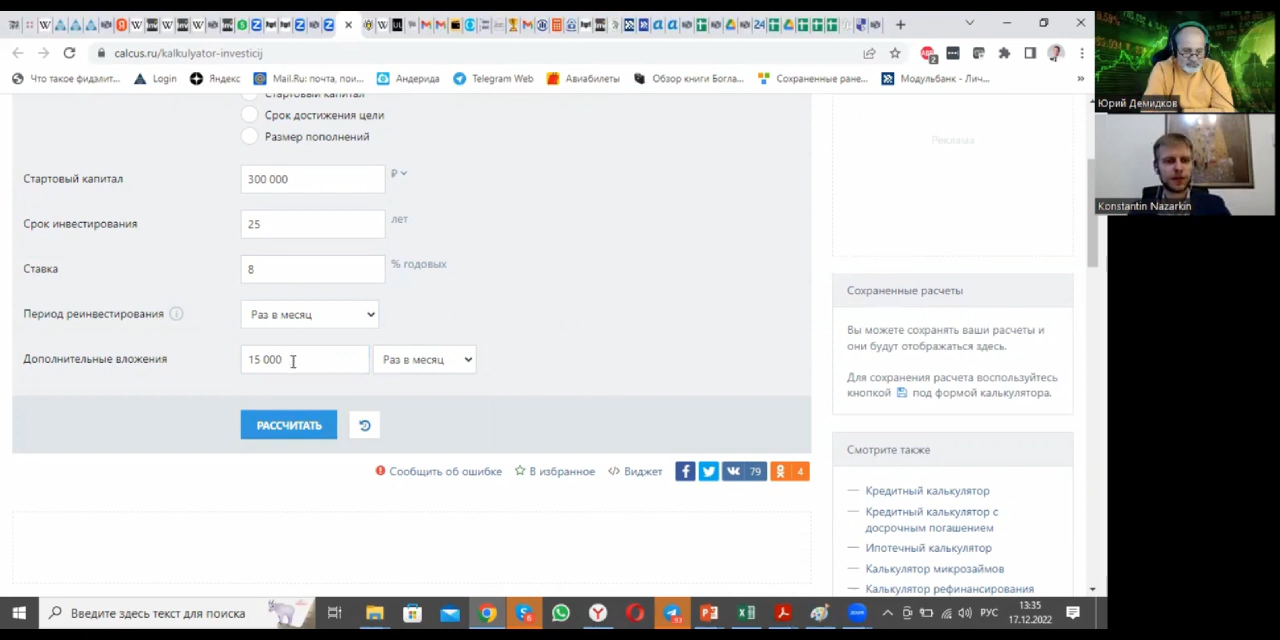 calcus.ru/kalkulyator-investicij
Что такое фидэлит...
Login
Яндекс
Mail.Ru: почта, пои...
Андерида
Telegram Web
Авиабилеты
Обзор книги Богла...
Сохраненные ране...
Модульбанк - Лич...
»
Юрий Демидков
Konstantin Nazarkin
Стартовый капитал
Срок достижения цели
Размер пополнений
Стартовый капитал 300 000 ₽
Срок инвестирования 25 лет
Ставка 8 % годовых
Период реинвестирования Раз в месяц
Дополнительные вложения 15 000 Раз в месяц
РАССЧИТАТЬ
Сообщить об ошибке В избранное Виджет 79 4
Реклама
Сохраненные расчеты
Вы можете сохранять ваши расчеты и
они будут отображаться здесь.
Для сохранения расчета воспользуйтесь
кнопкой под формой калькулятора.
Смотрите также
— Кредитный калькулятор
— Кредитный калькулятор с
досрочным погашением
— Ипотечный калькулятор
— Калькулятор микрозаймов
— Калькулятор рефинансирования
Введите здесь текст для поиска
РУС
13:35
17.12.2022